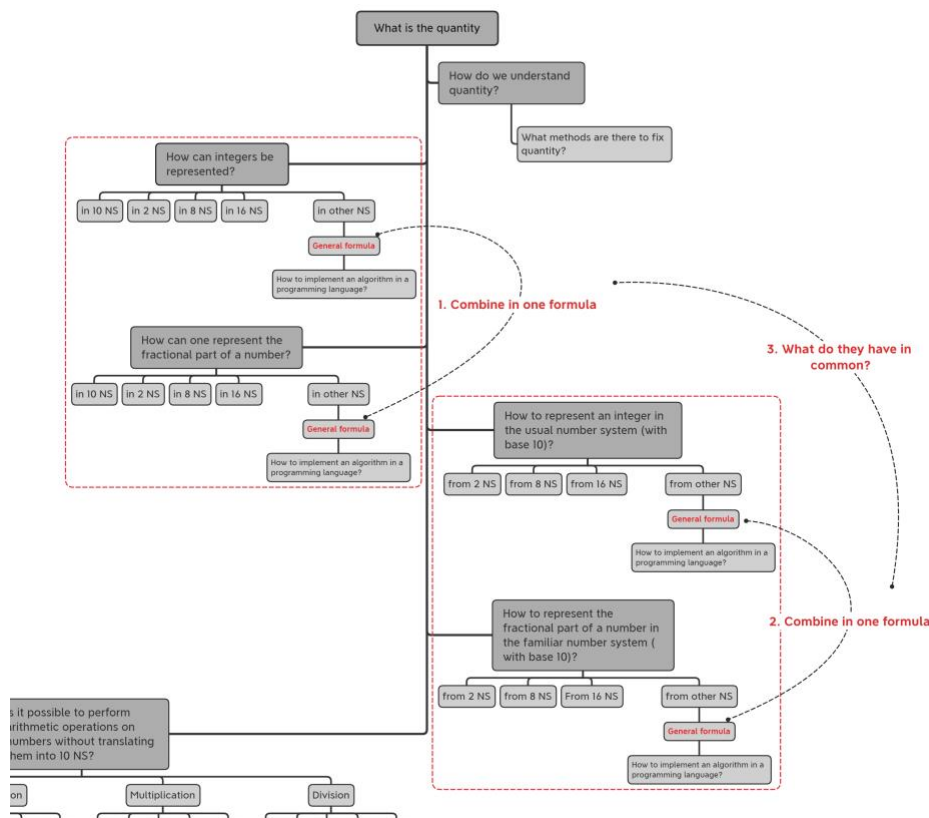 What is the quantity
How do we understand
quantity?
What methods are there to fix
quantity?
How can integers be
represented?
in 10 NS
in 2 NS
in 8 NS
in 16 NS
in other NS
General formula
How to implement an algorithm in a
programming language?
1. Combine in one formula
How can one represent the
fractional part of a number?
in 10 NS
in 2 NS
in 8 NS
in 16 NS
in other NS
General formula
How to implement an algorithm in a
programming language?
3. What do they have in
common?
How to represent an integer in
the usual number system (with
base 10)?
from 2 NS
from 8 NS
from 16 NS
from other NS
General formula
How to implement an algorithm in a
programming language?
2. Combine in one formula
How to represent the
fractional part of a number in
the familiar number system (
with base 10)?
from 2 NS
from 8 NS
From 16 NS
from other NS
General formula
How to implement an algorithm in a
programming language?
s it possible to perform
rithmetic operations on
umbers without translating
hem into 10 NS?
on
Multiplication
Division